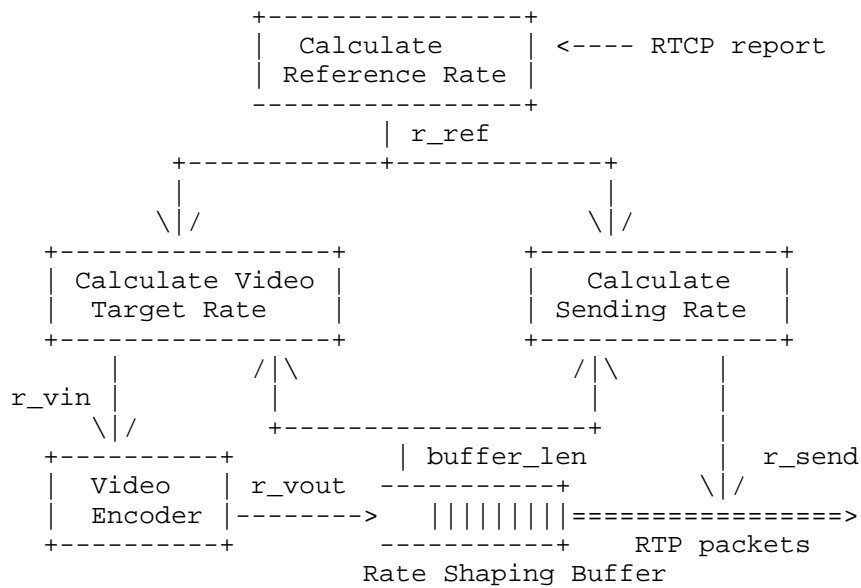 Calculate
Reference Rate
<---- RTCP report
r_ref
Calculate Video
Target Rate
Calculate
Sending Rate
r_vin
buffer_len
r_send
Video
Encoder
r_vout
RTP packets
Rate Shaping Buffer